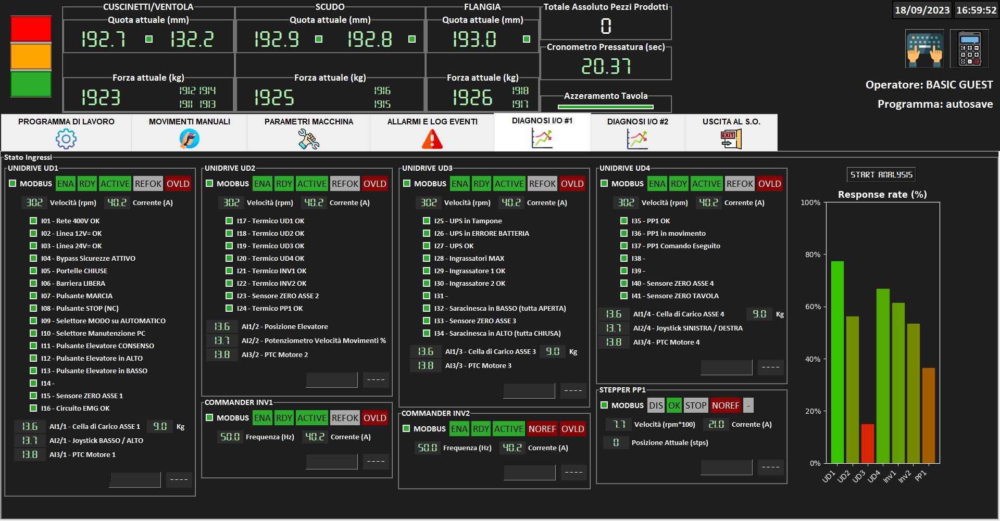 CUSCINETTI/VENTOLA
Quota attuale (mm)
192.7 132.2
Forza attuale (kg)
1923
1912 1914
1911 1913
SCUDO
Quota attuale (mm)
192.9 192.8
Forza attuale (kg)
1925
1916
1915
FLANGIA
Quota attuale (mm)
193.0
Forza attuale (kg)
1926
1918
1917
Totale Assoluto Pezzi Prodotti
0
Cronometro Pressatura (sec)
20.37
Azzeramento Tavola
18/09/2023 16:59:52
Operatore: BASIC GUEST
Programma: autosave
PROGRAMMA DI LAVORO
MOVIMENTI MANUALI
PARAMETRI MACCHINA
ALLARMI E LOG EVENTI
DIAGNOSI I/O #1
DIAGNOSI I/O #2
USCITA AL S.O.
EXIT
Stato Ingressi
UNIDRIVE UD1
MODBUS ENA RDY ACTIVE REFOK OVLD
302 Velocità (rpm) 40.2 Corrente (A)
I01 - Rete 400V OK
I02 - Linea 12V= OK
I03 - Linea 24V= OK
I04 - Bypass Sicurezze ATTIVO
I05 - Portelle CHIUSE
I06 - Barriera LIBERA
I07 - Pulsante MARCIA
I08 - Pulsante STOP (NC)
I09 - Selettore MODO su AUTOMATICO
I10 - Selettore Manutenzione PC
I11 - Pulsante Elevatore CONSENSO
I12 - Pulsante Elevatore in ALTO
I13 - Pulsante Elevatore in BASSO
I14 -
I15 - Sensore ZERO ASSE 1
I16 - Circuito EMG OK
13.6 AI1/1 - Cella di Carico ASSE 1 9.0 Kg
13.7 AI2/1 - Joystick BASSO / ALTO
13.8 AI3/1 - PTC Motore 1
----
UNIDRIVE UD2
MODBUS ENA RDY ACTIVE REFOK OVLD
302 Velocità (rpm) 40.2 Corrente (A)
I17 - Termico UD1 OK
I18 - Termico UD2 OK
I19 - Termico UD3 OK
I20 - Termico UD4 OK
I21 - Termico INV1 OK
I22 - Termico INV2 OK
I23 - Sensore ZERO ASSE 2
I24 - Termico PP1 OK
13.6 AI1/2 - Posizione Elevatore
13.7 AI2/2 - Potenziometro Velocità Movimenti %
13.8 AI3/2 - PTC Motore 2
----
COMMANDER INV1
MODBUS ENA RDY ACTIVE REFOK OVLD
50.0 Frequenza (Hz) 40.2 Corrente (A)
----
UNIDRIVE UD3
MODBUS ENA RDY ACTIVE REFOK OVLD
302 Velocità (rpm) 40.2 Corrente (A)
I25 - UPS in Tampone
I26 - UPS in ERRORE BATTERIA
I27 - UPS OK
I28 - Ingrassatori MAX
I29 - Ingrassatore 1 OK
I30 - Ingrassatore 2 OK
I31 -
I32 - Saracinesca in BASSO (tutta APERTA)
I33 - Sensore ZERO ASSE 3
I34 - Saracinesca in ALTO (tutta CHIUSA)
13.6 AI1/3 - Cella di Carico ASSE 3 9.0 Kg
13.8 AI3/3 - PTC Motore 3
----
COMMANDER INV2
MODBUS ENA RDY ACTIVE NOREF OVLD
50.0 Frequenza (Hz) 40.2 Corrente (A)
----
UNIDRIVE UD4
MODBUS ENA RDY ACTIVE REFOK OVLD
302 Velocità (rpm) 40.2 Corrente (A)
I35 - PP1 OK
I36 - PP1 in movimento
I37 - PP1 Comando Eseguito
I38 -
I39 -
I40 - Sensore ZERO ASSE 4
I41 - Sensore ZERO TAVOLA
13.6 AI1/4 - Cella di Carico ASSE 4 9.0 Kg
13.7 AI2/4 - Joystick SINISTRA / DESTRA
13.8 AI3/4 - PTC Motore 4
----
STEPPER PP1
MODBUS DIS OK STOP NOREF -
7.7 Velocità (rpm*100) 21.0 Corrente (A)
0 Posizione Attuale (stps)
----
START ANALYSIS
Response rate (%)
100%
80%
60%
40%
20%
0%
UD1 UD2 UD3 UD4 Inv1 Inv2 PP1